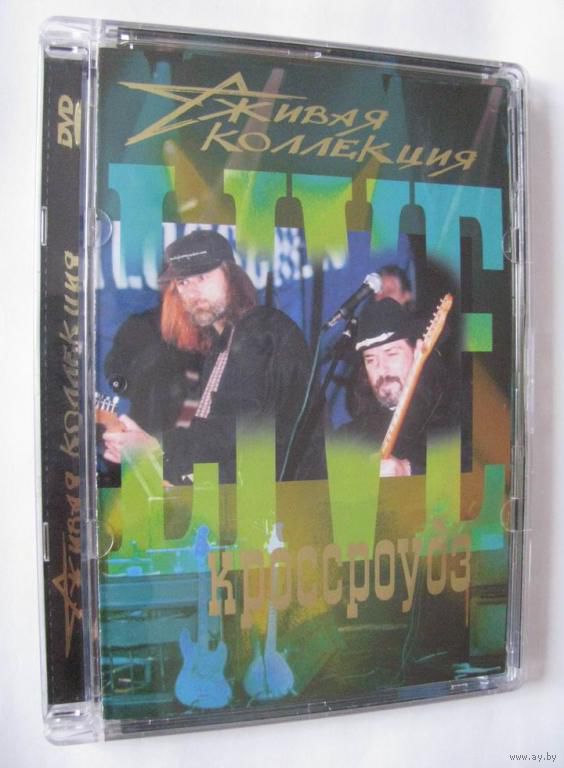 DVD
живая коллекция
живая
коллекция
LIVE
кроссроудз
www.ay.by